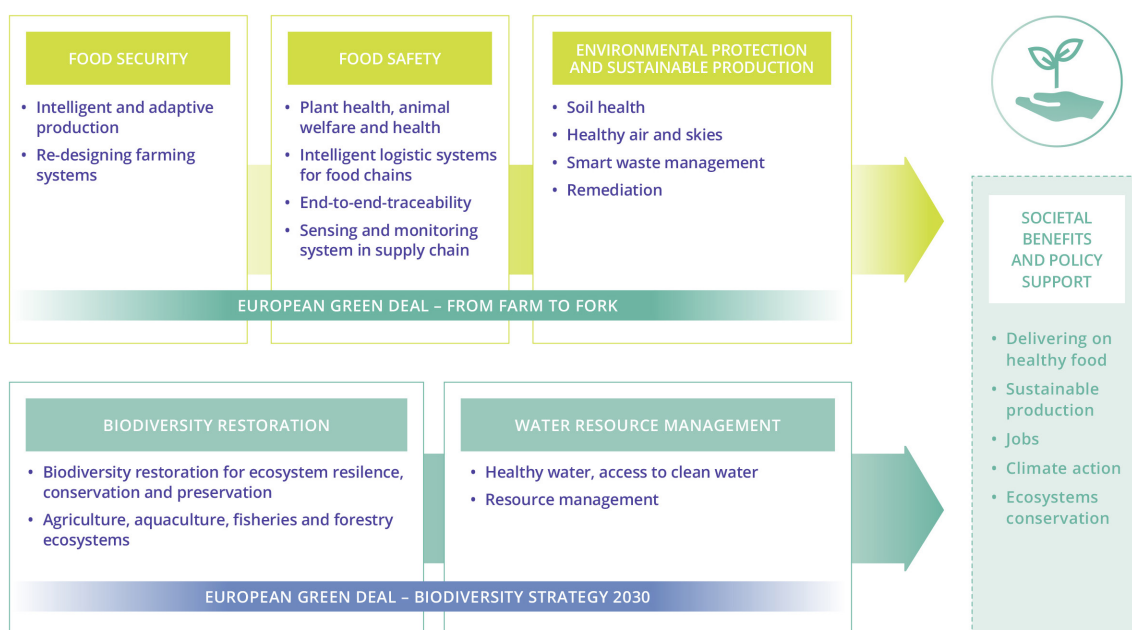 FOOD SECURITY
• Intelligent and adaptive
production
• Re-designing farming
systems
FOOD SAFETY
• Plant health, animal
welfare and health
• Intelligent logistic systems
for food chains
• End-to-end-traceability
• Sensing and monitoring
system in supply chain
ENVIRONMENTAL PROTECTION
AND SUSTAINABLE PRODUCTION
• Soil health
• Healthy air and skies
• Smart waste management
• Remediation
EUROPEAN GREEN DEAL – FROM FARM TO FORK
BIODIVERSITY RESTORATION
• Biodiversity restoration for ecosystem resilence,
conservation and preservation
• Agriculture, aquaculture, fisheries and forestry
ecosystems
WATER RESOURCE MANAGEMENT
• Healthy water, access to clean water
• Resource management
EUROPEAN GREEN DEAL – BIODIVERSITY STRATEGY 2030
SOCIETAL
BENEFITS
AND POLICY
SUPPORT
• Delivering on
healthy food
• Sustainable
production
• Jobs
• Climate action
• Ecosystems
conservation